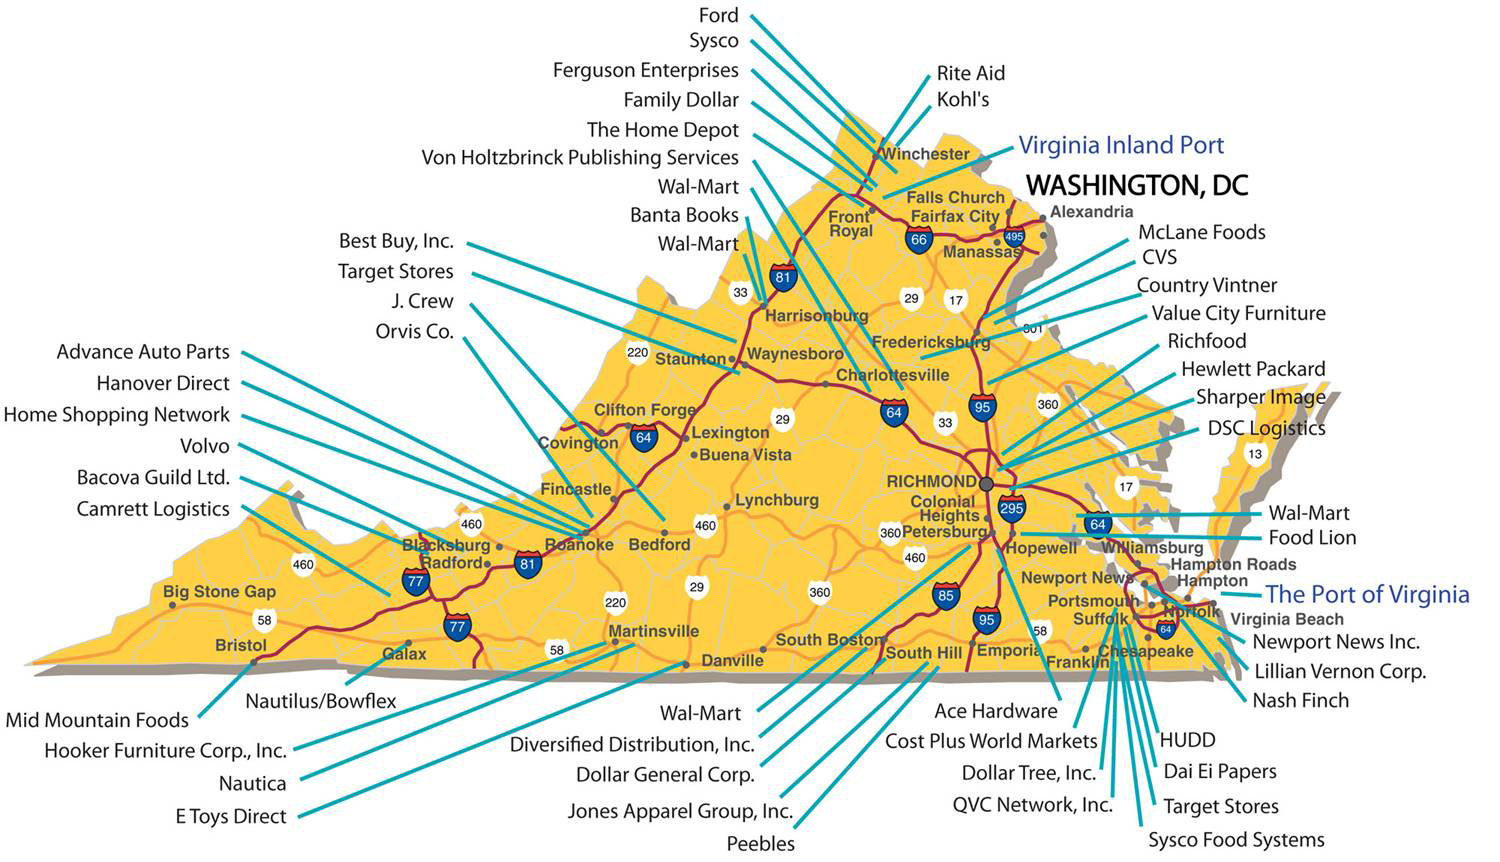 Ford
Sysco
Ferguson Enterprises
Family Dollar
The Home Depot
Von Holtzbrinck Publishing Services
Wal-Mart
Banta Books
Wal-Mart
Rite Aid
Kohl's
Virginia Inland Port
WASHINGTON, DC
Winchester
Falls Church
Fairfax City
Alexandria
Front
Royal
66
495
Manassas
McLane Foods
CVS
Country Vintner
Value City Furniture
Richfood
Hewlett Packard
Sharper Image
DSC Logistics
Best Buy, Inc.
Target Stores
J. Crew
Orvis Co.
81
33
29
17
301
Harrisonburg
Fredericksburg
220
Staunton
Waynesboro
Charlottesville
Advance Auto Parts
Hanover Direct
Home Shopping Network
Volvo
Bacova Guild Ltd.
Camrett Logistics
Clifton Forge
64
Covington
Lexington
Buena Vista
29
64
33
95
360
13
Fincastle
RICHMOND
17
Lynchburg
Colonial
Heights
295
460
460
360
Petersburg
64
Wal-Mart
Food Lion
Blacksburg
Roanoke
Bedford
Hopewell
Williamsburg
460
Radford
81
460
Hampton Roads
77
Newport News
Hampton
Big Stone Gap
29
360
85
The Port of Virginia
220
Portsmouth
58
77
95
Suffolk
Norfolk
Virginia Beach
64
Bristol
Martinsville
58
South Boston
58
Galax
Danville
South Hill
Emporia
Franklin
Chesapeake
Newport News Inc.
Lillian Vernon Corp.
Nash Finch
Nautilus/Bowflex
Mid Mountain Foods
Hooker Furniture Corp., Inc.
Nautica
E Toys Direct
Wal-Mart
Diversified Distribution, Inc.
Dollar General Corp.
Jones Apparel Group, Inc.
Peebles
Ace Hardware
Cost Plus World Markets
Dollar Tree, Inc.
QVC Network, Inc.
HUDD
Dai Ei Papers
Target Stores
Sysco Food Systems